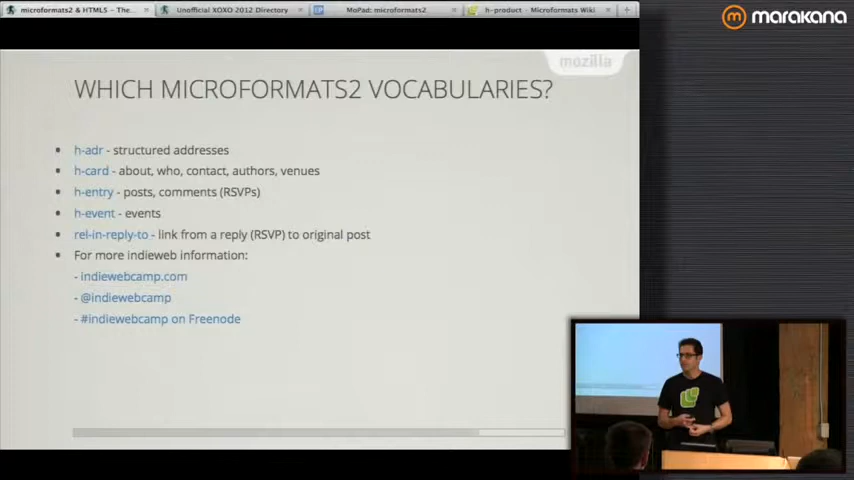 microformats2 & HTML5 - The...
Unofficial XOXO 2012 Directory
MoPad: microformats2
h-product - Microformats Wiki
marakana
mozilla
WHICH MICROFORMATS2 VOCABULARIES?
h-adr - structured addresses
h-card - about, who, contact, authors, venues
h-entry - posts, comments (RSVPs)
h-event - events
rel-in-reply-to - link from a reply (RSVP) to original post
For more indieweb information:
- indiewebcamp.com
- @indiewebcamp
- #indiewebcamp on Freenode